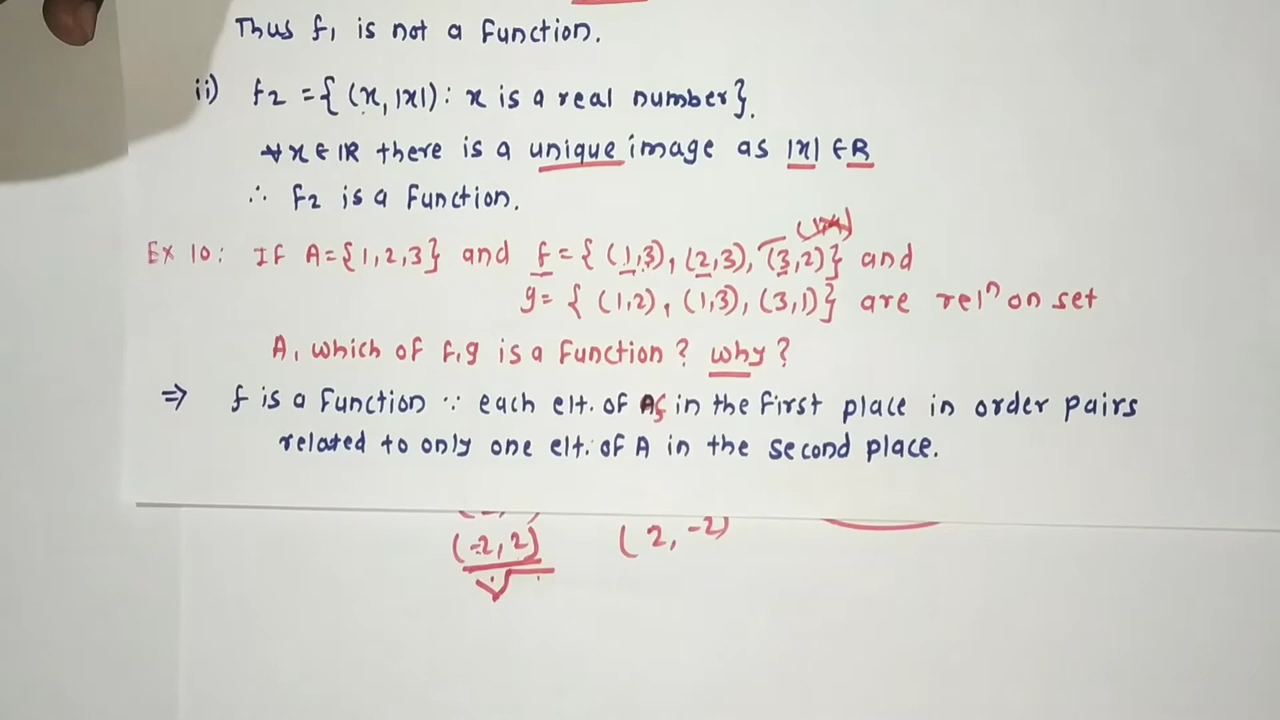 Thus f₁ is not a function.
ii) f₂ = { (x, |x|) : x is a real number}.
∀ x ∈ ℝ there is a unique image as |x| ∈ R
∴ f₂ is a function.
Ex 10: If A={1,2,3} and f={ (1,3), (2,3), (3,2)} and
g= { (1,2), (1,3), (3,1)} are relⁿ on set
A, which of f,g is a function? why?
⇒ f is a function ∵ each elt. of A in the first place in order pairs
related to only one elt. of A in the second place.
(-2, 2) (2, -2)